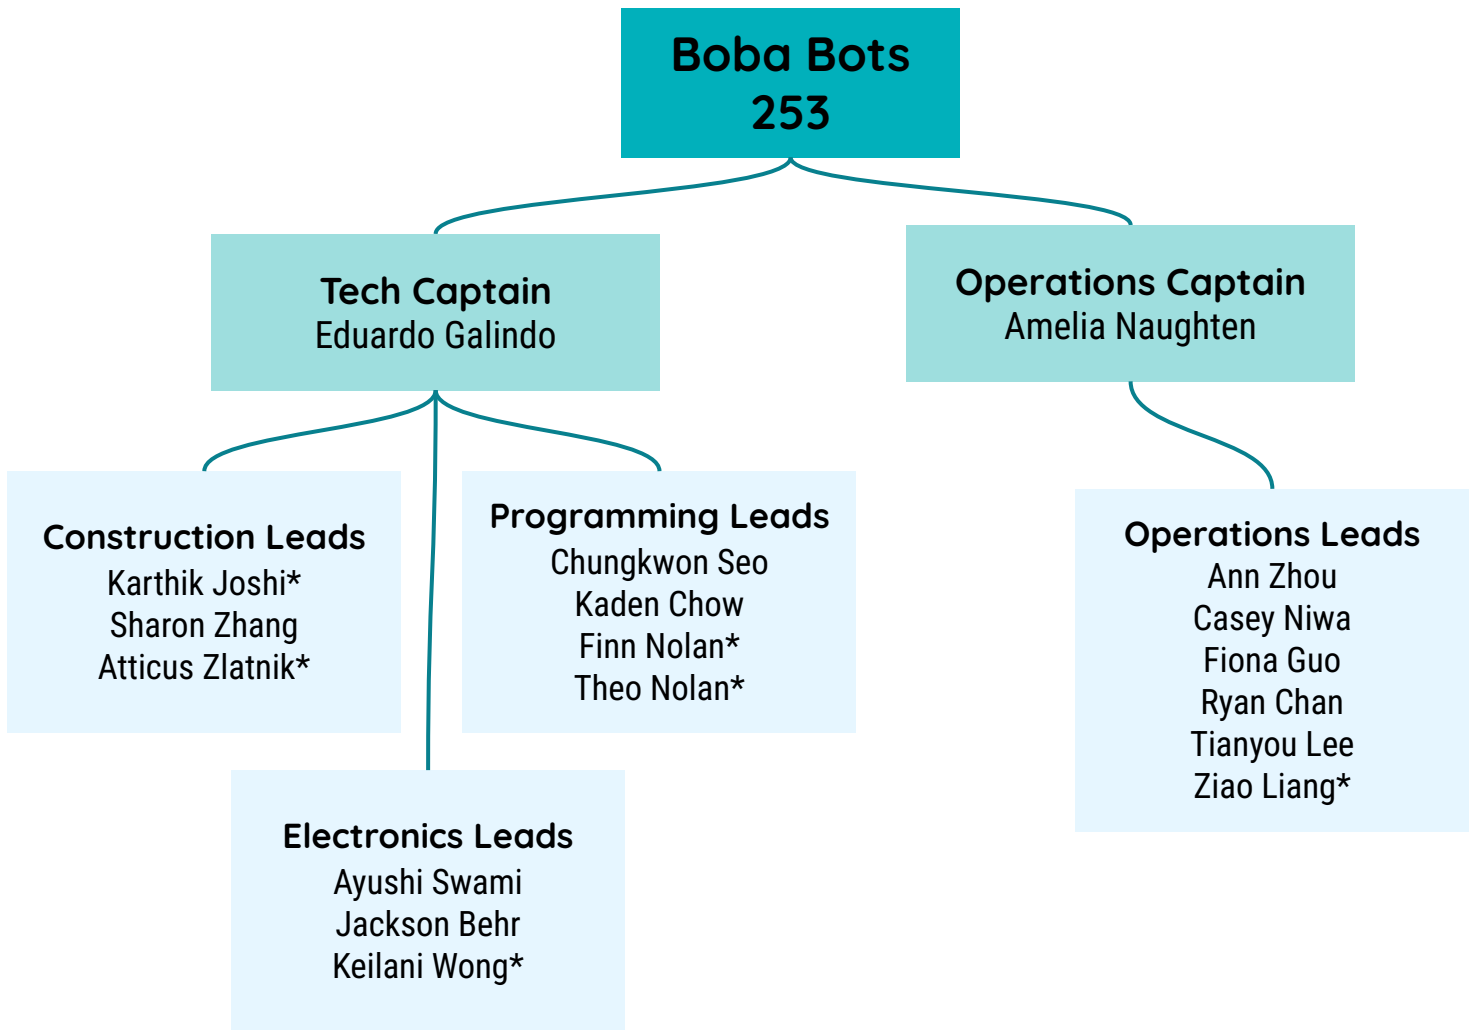 Boba Bots
253
Tech Captain
Eduardo Galindo
Operations Captain
Amelia Naughten
Construction Leads
Karthik Joshi*
Sharon Zhang
Atticus Zlatnik*
Programming Leads
Chungkwon Seo
Kaden Chow
Finn Nolan*
Theo Nolan*
Operations Leads
Ann Zhou
Casey Niwa
Fiona Guo
Ryan Chan
Tianyou Lee
Ziao Liang*
Electronics Leads
Ayushi Swami
Jackson Behr
Keilani Wong*